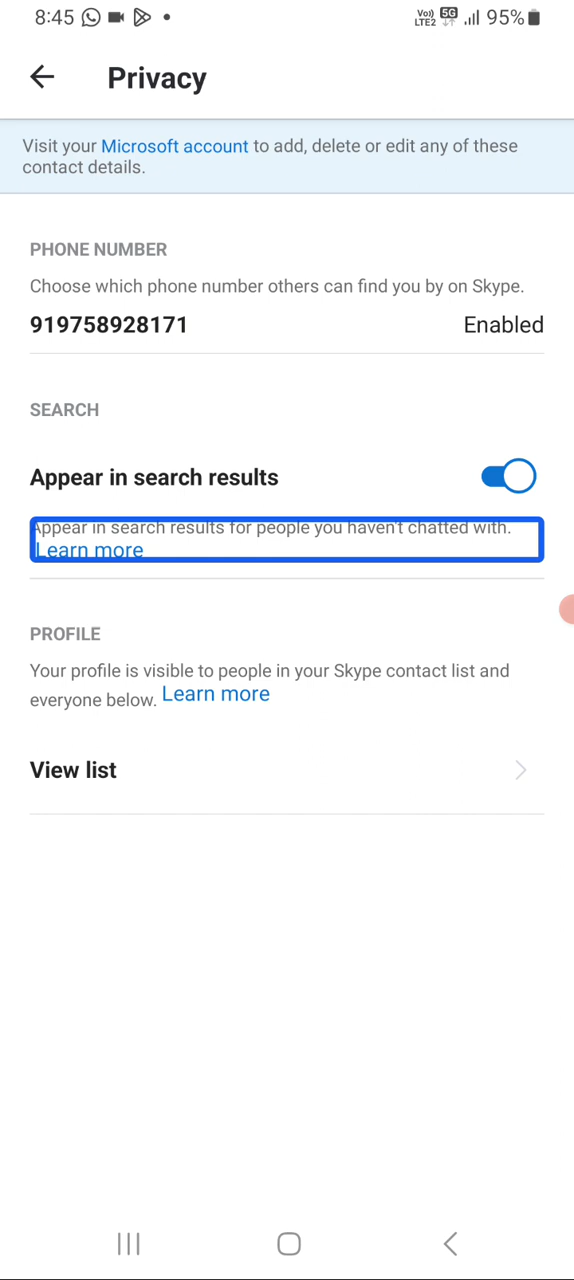 8:45
Vo)) LTE2 5G 95%
Privacy
Visit your Microsoft account to add, delete or edit any of these
contact details.
PHONE NUMBER
Choose which phone number others can find you by on Skype.
919758928171 Enabled
SEARCH
Appear in search results
Appear in search results for people you haven't chatted with.
Learn more
PROFILE
Your profile is visible to people in your Skype contact list and
everyone below. Learn more
View list